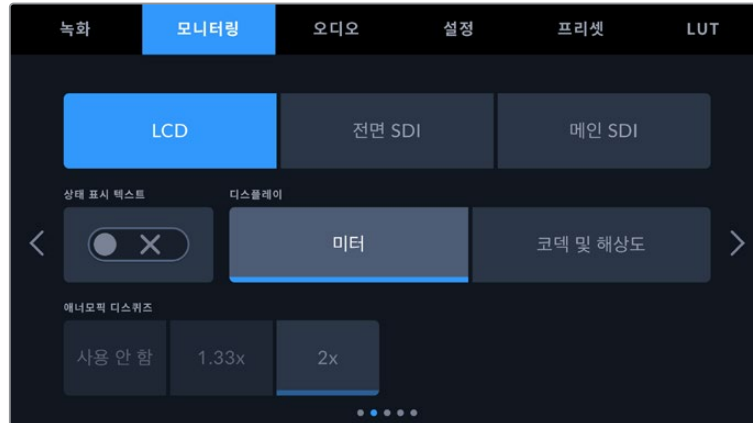 녹화 모니터링 오디오 설정 프리셋 LUT
LCD 전면 SDI 메인 SDI
상태 표시 텍스트 디스플레이
미터 코덱 및 해상도
애너모픽 디스퀴즈
사용 안 함 1.33x 2x